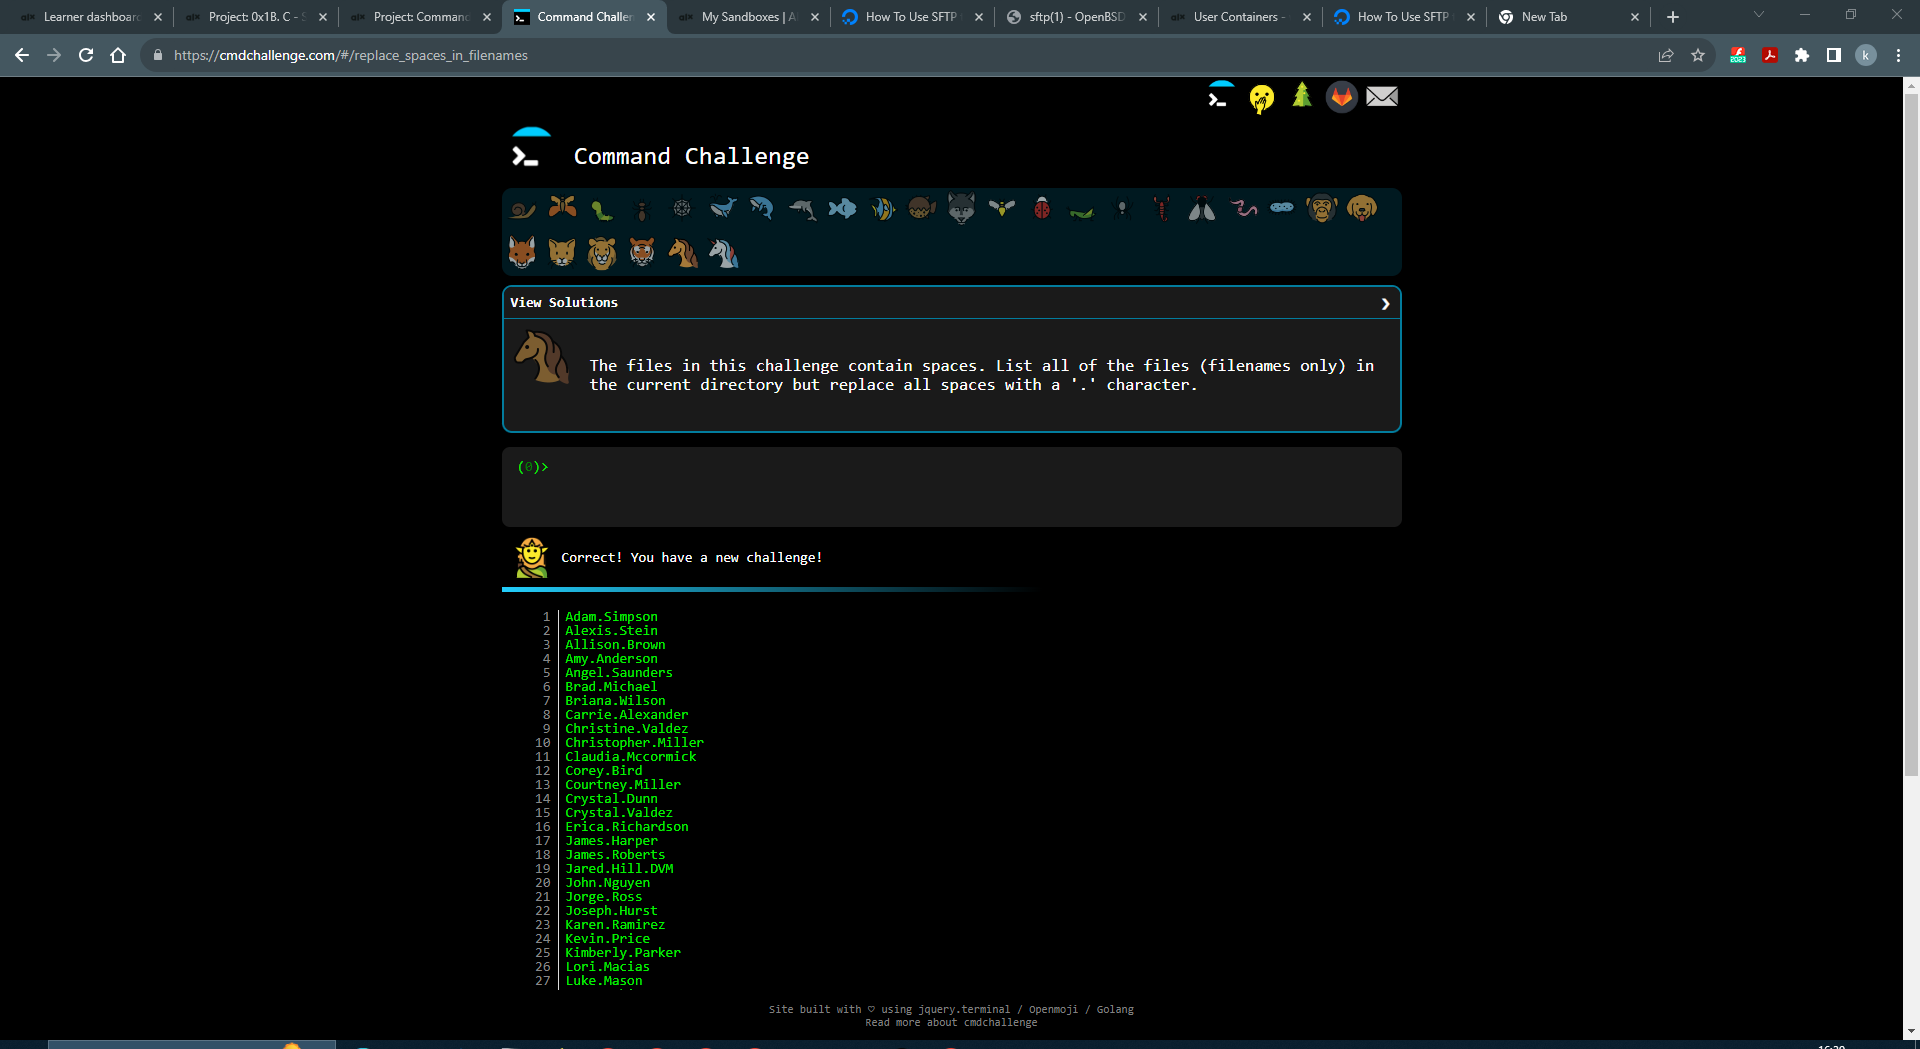 Learner dashboard
Project: 0x1B. C - S
Project: Command
Command Challen
My Sandboxes | A
How To Use SFTP
sftp(1) - OpenBSD
User Containers -
How To Use SFTP
New Tab
https://cmdchallenge.com/#/replace_spaces_in_filenames
k
Command Challenge
View Solutions
The files in this challenge contain spaces. List all of the files (filenames only) in
the current directory but replace all spaces with a '.' character.
(0)>
Correct! You have a new challenge!
1 Adam.Simpson
2 Alexis.Stein
3 Allison.Brown
4 Amy.Anderson
5 Angel.Saunders
6 Brad.Michael
7 Briana.Wilson
8 Carrie.Alexander
9 Christine.Valdez
10 Christopher.Miller
11 Claudia.Mccormick
12 Corey.Bird
13 Courtney.Miller
14 Crystal.Dunn
15 Crystal.Valdez
16 Erica.Richardson
17 James.Harper
18 James.Roberts
19 Jared.Hill.DVM
20 John.Nguyen
21 Jorge.Ross
22 Joseph.Hurst
23 Karen.Ramirez
24 Kevin.Price
25 Kimberly.Parker
26 Lori.Macias
27 Luke.Mason
Site built with ♡ using jquery.terminal / Openmoji / Golang
Read more about cmdchallenge